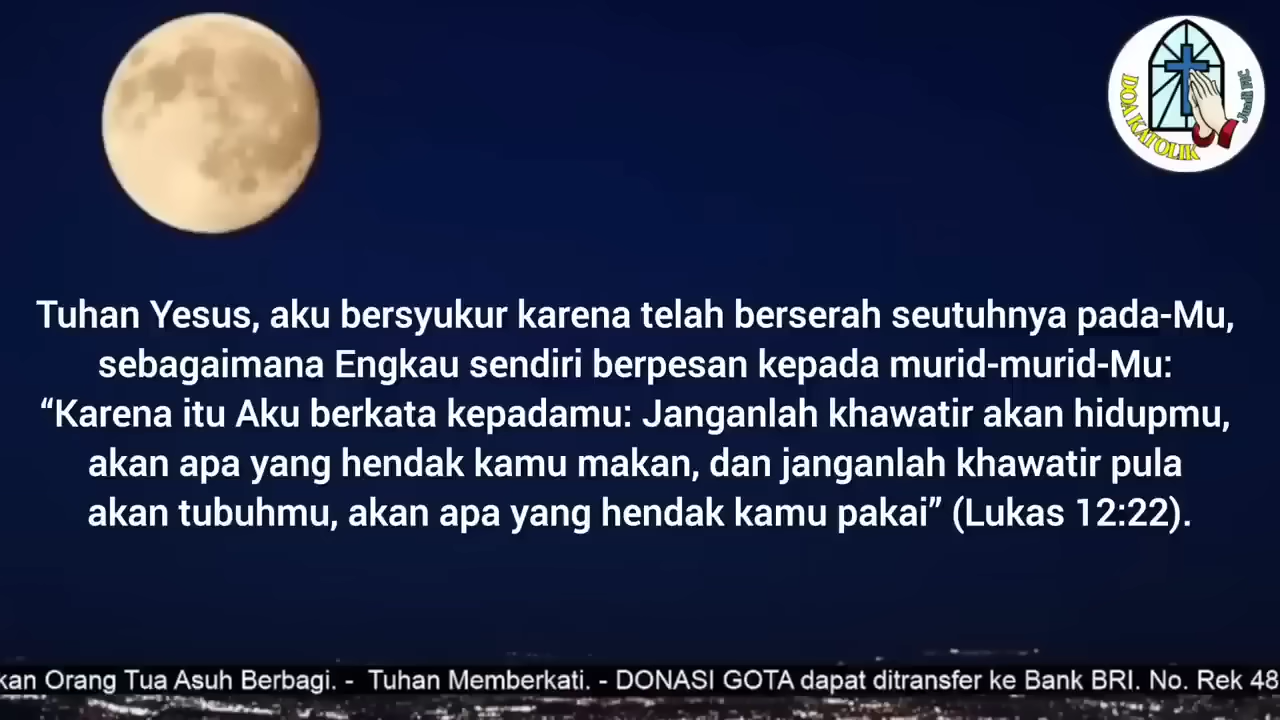 DOA KATOLIK
Tuhan Yesus, aku bersyukur karena telah berserah seutuhnya pada-Mu,
sebagaimana Engkau sendiri berpesan kepada murid-murid-Mu:
“Karena itu Aku berkata kepadamu: Janganlah khawatir akan hidupmu,
akan apa yang hendak kamu makan, dan janganlah khawatir pula
akan tubuhmu, akan apa yang hendak kamu pakai” (Lukas 12:22).
kan Orang Tua Asuh Berbagi. - Tuhan Memberkati. - DONASI GOTA dapat ditransfer ke Bank BRI. No. Rek 48